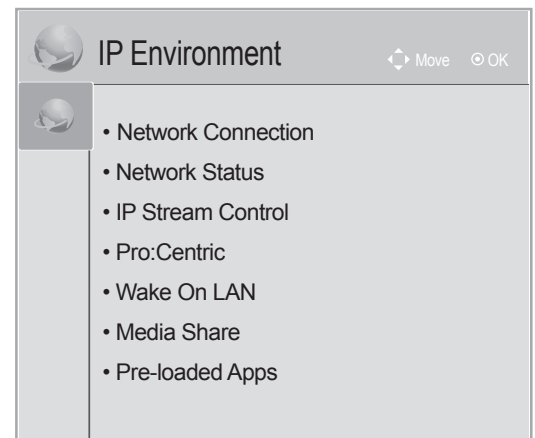 IP Environment
Move OK
• Network Connection
• Network Status
• IP Stream Control
• Pro:Centric
• Wake On LAN
• Media Share
• Pre-loaded Apps